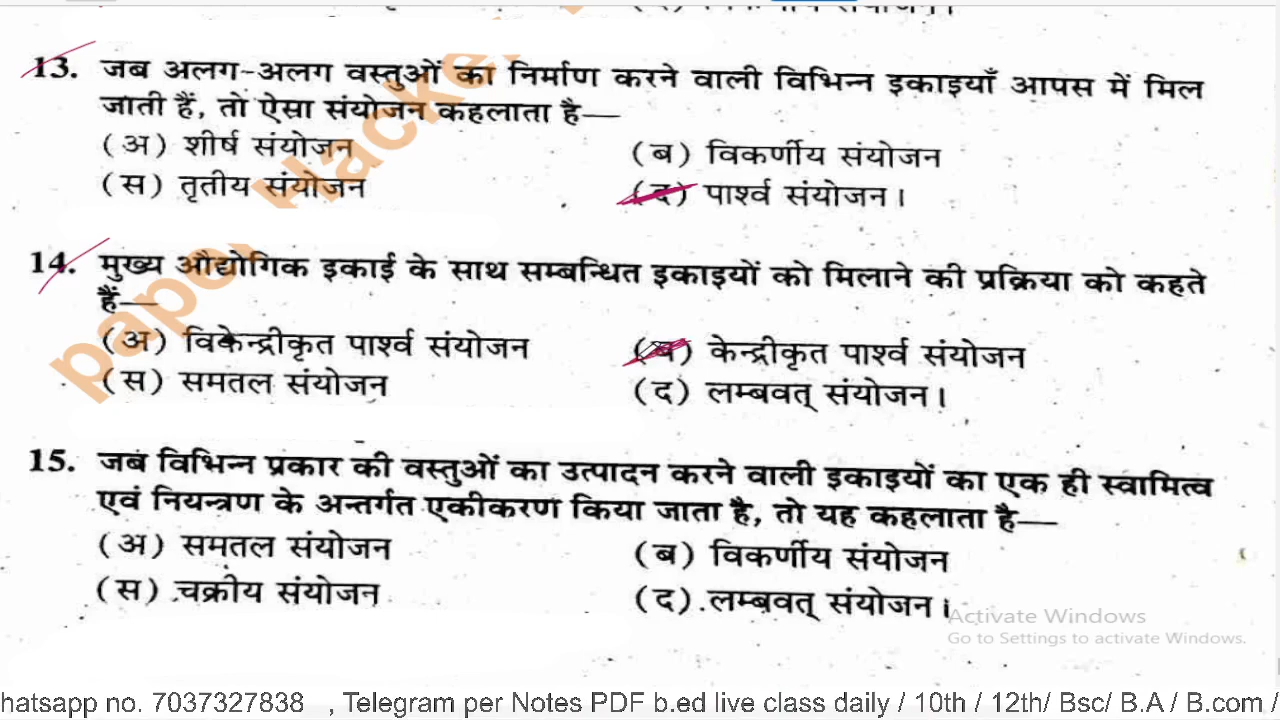 13. जब अलग-अलग वस्तुओं का निर्माण करने वाली विभिन्न इकाइयाँ आपस में मिल
जाती हैं, तो ऐसा संयोजन कहलाता है—
(अ) शीर्ष संयोजन (ब) विकर्णीय संयोजन
(स) तृतीय संयोजन (द) पार्श्व संयोजन।
14. मुख्य औद्योगिक इकाई के साथ सम्बन्धित इकाइयों को मिलाने की प्रक्रिया को कहते
हैं—
(अ) विकेन्द्रीकृत पार्श्व संयोजन (ब) केन्द्रीकृत पार्श्व संयोजन
(स) समतल संयोजन (द) लम्बवत् संयोजन।
15. जब विभिन्न प्रकार की वस्तुओं का उत्पादन करने वाली इकाइयों का एक ही स्वामित्व
एवं नियन्त्रण के अन्तर्गत एकीकरण किया जाता है, तो यह कहलाता है—
(अ) समतल संयोजन (ब) विकर्णीय संयोजन
(स) चक्रीय संयोजन (द) लम्बवत् संयोजन।
paper Hacke
Activate Windows
Go to Settings to activate Windows.
hatsapp no. 7037327838 , Telegram per Notes PDF b.ed live class daily / 10th / 12th/ Bsc/ B.A / B.com /